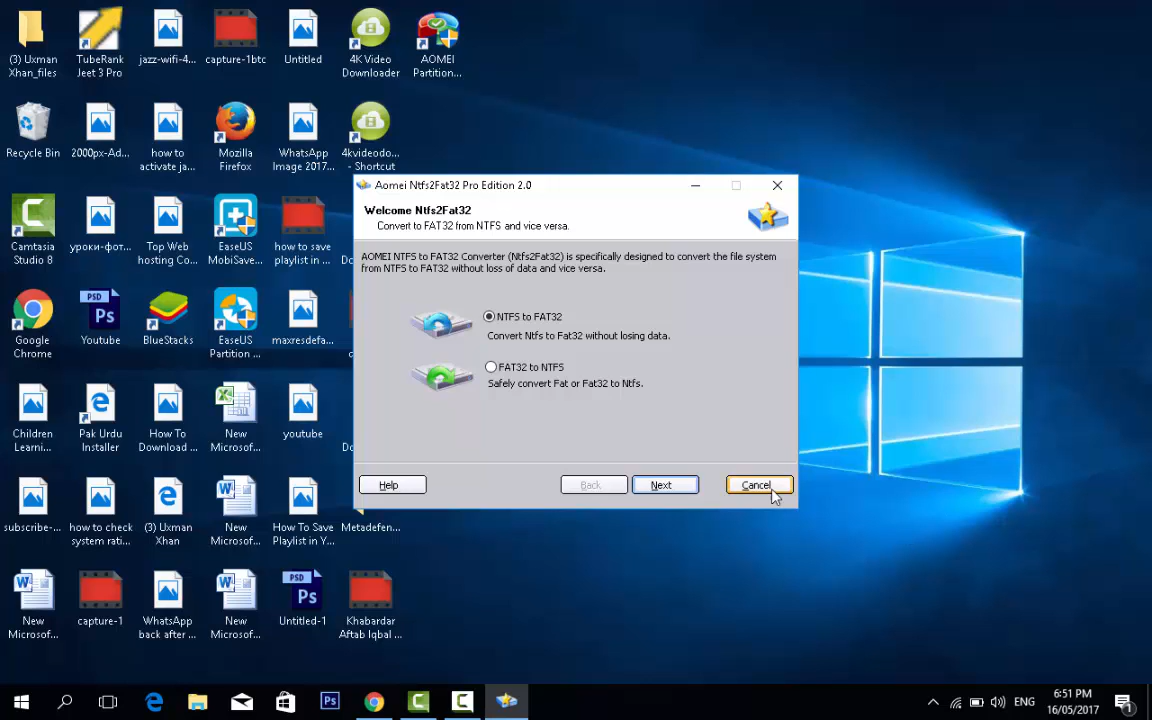 (3) Uxman
Xhan_files
TubeRank
Jeet 3 Pro
jazz-wifi-4...
capture-1btc
Untitled
4K Video
Downloader
AOMEI
Partition...
Recycle Bin
2000px-Ad...
how to
activate ja...
Mozilla
Firefox
WhatsApp
Image 2017...
4kvideodo...
- Shortcut
Camtasia
Studio 8
уроки-фот...
Top Web
hosting Co...
EaseUS
MobiSave...
how to save
playlist in ...
Google
Chrome
PSD
Ps
Youtube
BlueStacks
EaseUS
Partition ...
maxresdefa...
Children
Learni...
Pak Urdu
Installer
How To
Download ...
New
Microsof...
youtube
subscribe-...
how to check
system rati...
(3) Uxman
Xhan
New
Microsof...
How To Save
Playlist in Y...
Metadefen...
New
Microsof...
capture-1
WhatsApp
back after ...
New
Microsof...
PSD
Ps
Untitled-1
Khabardar
Aftab Iqbal ...
Aomei Ntfs2Fat32 Pro Edition 2.0
Welcome Ntfs2Fat32
Convert to FAT32 from NTFS and vice versa.
AOMEI NTFS to FAT32 Converter (Ntfs2Fat32) is specifically designed to convert the file system
from NTFS to FAT32 without loss of data and vice versa.
NTFS to FAT32
Convert Ntfs to Fat32 without losing data.
FAT32 to NTFS
Safely convert Fat or Fat32 to Ntfs.
Help
Back
Next
Cancel
Ps
ENG
6:51 PM
16/05/2017
1